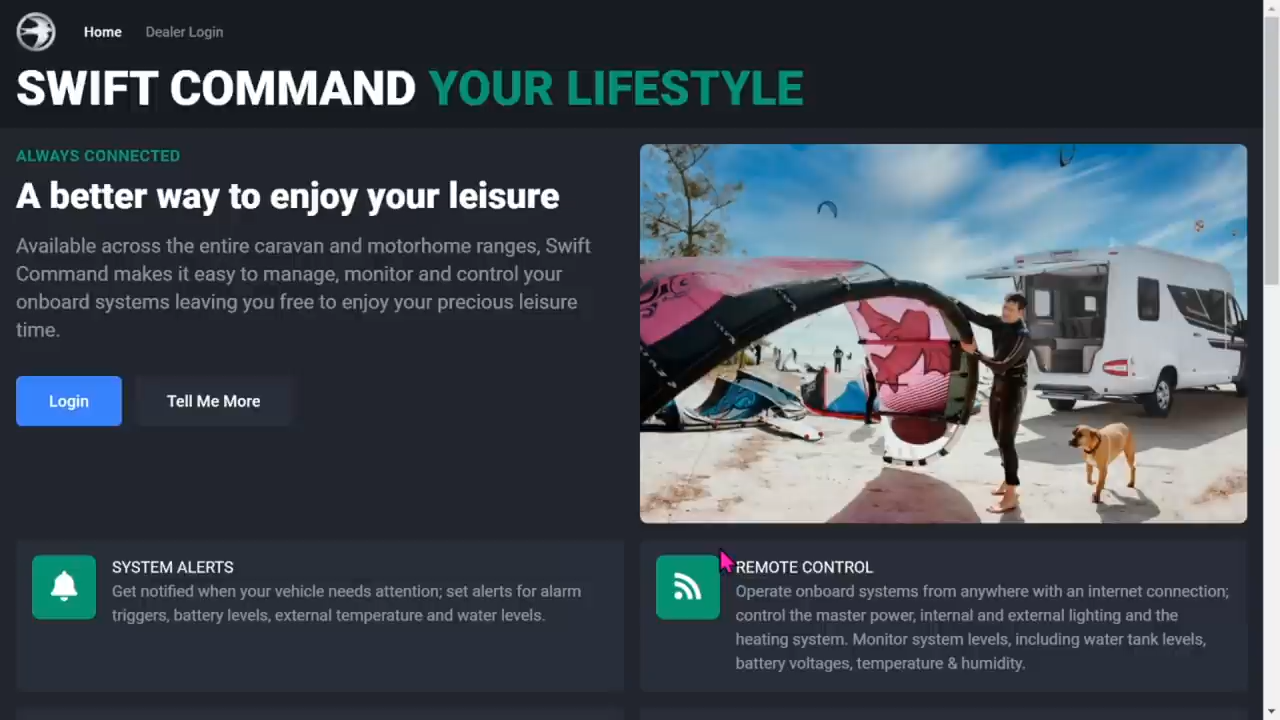 Home Dealer Login
SWIFT COMMAND YOUR LIFESTYLE
ALWAYS CONNECTED
A better way to enjoy your leisure
Available across the entire caravan and motorhome ranges, Swift
Command makes it easy to manage, monitor and control your
onboard systems leaving you free to enjoy your precious leisure
time.
Login Tell Me More
SYSTEM ALERTS
Get notified when your vehicle needs attention; set alerts for alarm
triggers, battery levels, external temperature and water levels.
REMOTE CONTROL
Operate onboard systems from anywhere with an internet connection;
control the master power, internal and external lighting and the
heating system. Monitor system levels, including water tank levels,
battery voltages, temperature & humidity.